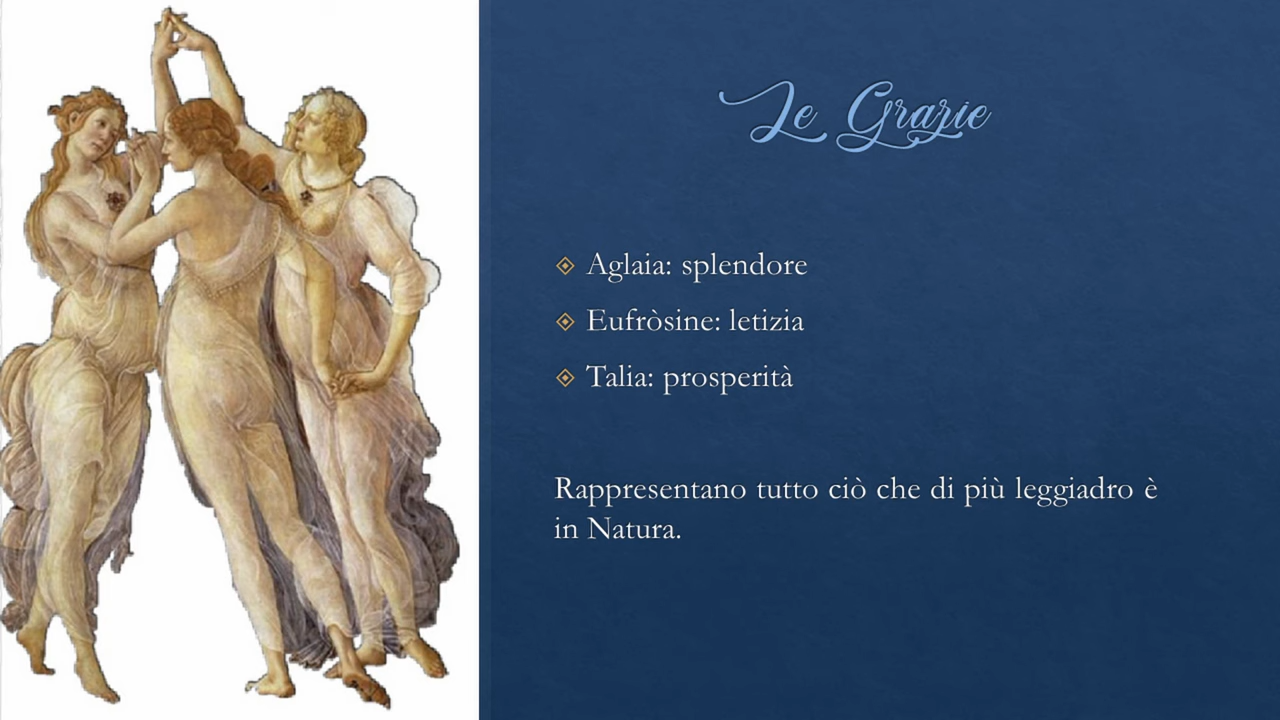 Le Grazie
Aglaia: splendore
Eufròsine: letizia
Talia: prosperità
Rappresentano tutto ciò che di più leggiadro è
in Natura.